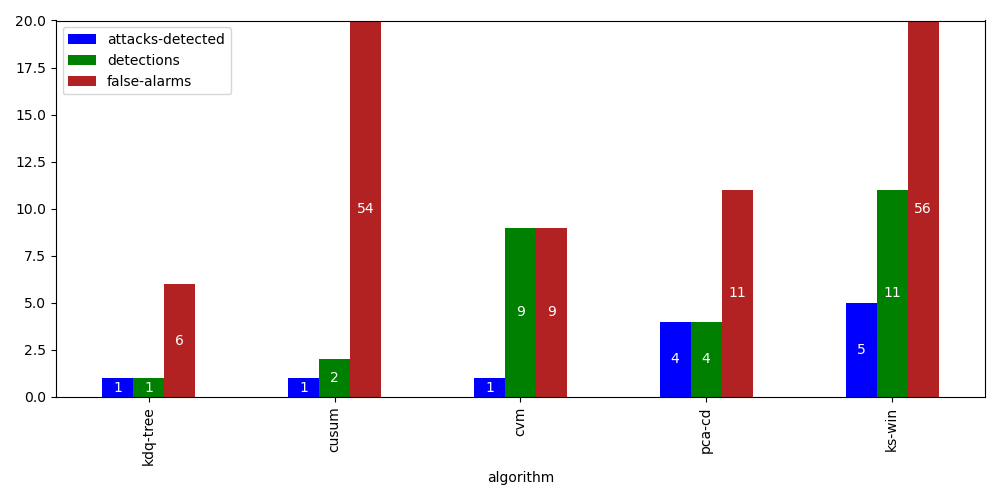 20.0
17.5
15.0
12.5
10.0
7.5
5.0
2.5
0.0
attacks-detected
detections
false-alarms
1
1
6
1
2
54
1
9
9
4
4
11
5
11
56
kdq-tree
cusum
cvm
pca-cd
ks-win
algorithm